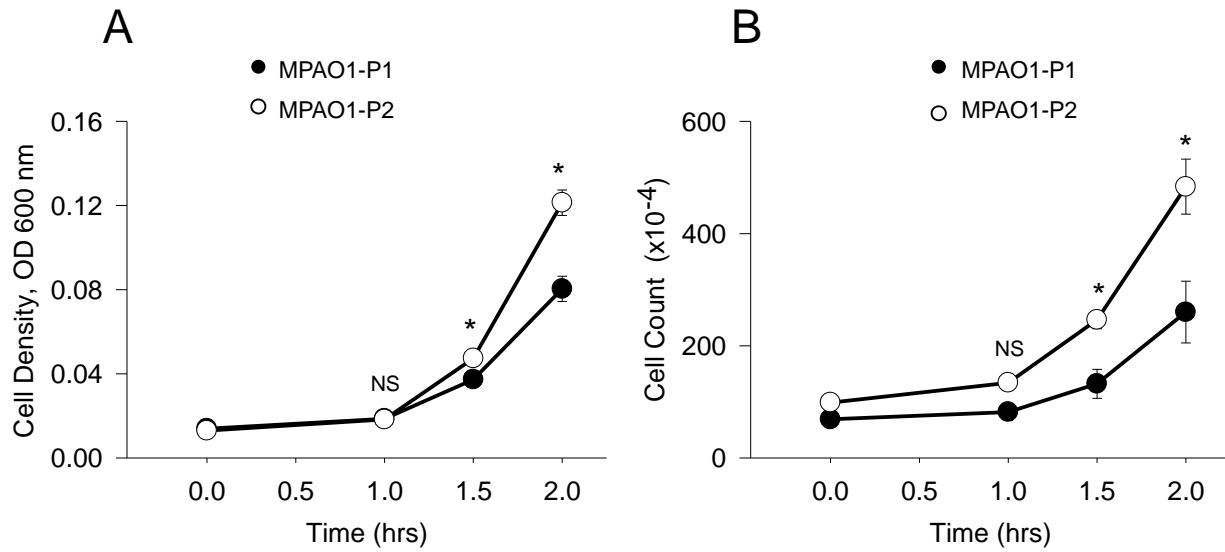 A
MPAO1-P1
MPAO1-P2
Cell Density, OD 600 nm
0.16
0.12
0.08
0.04
0.00
NS
*
*
0.0 0.5 1.0 1.5 2.0
Time (hrs)
B
MPAO1-P1
MPAO1-P2
Cell Count (x10-4)
600
400
200
0
NS
*
*
0.0 0.5 1.0 1.5 2.0
Time (hrs)